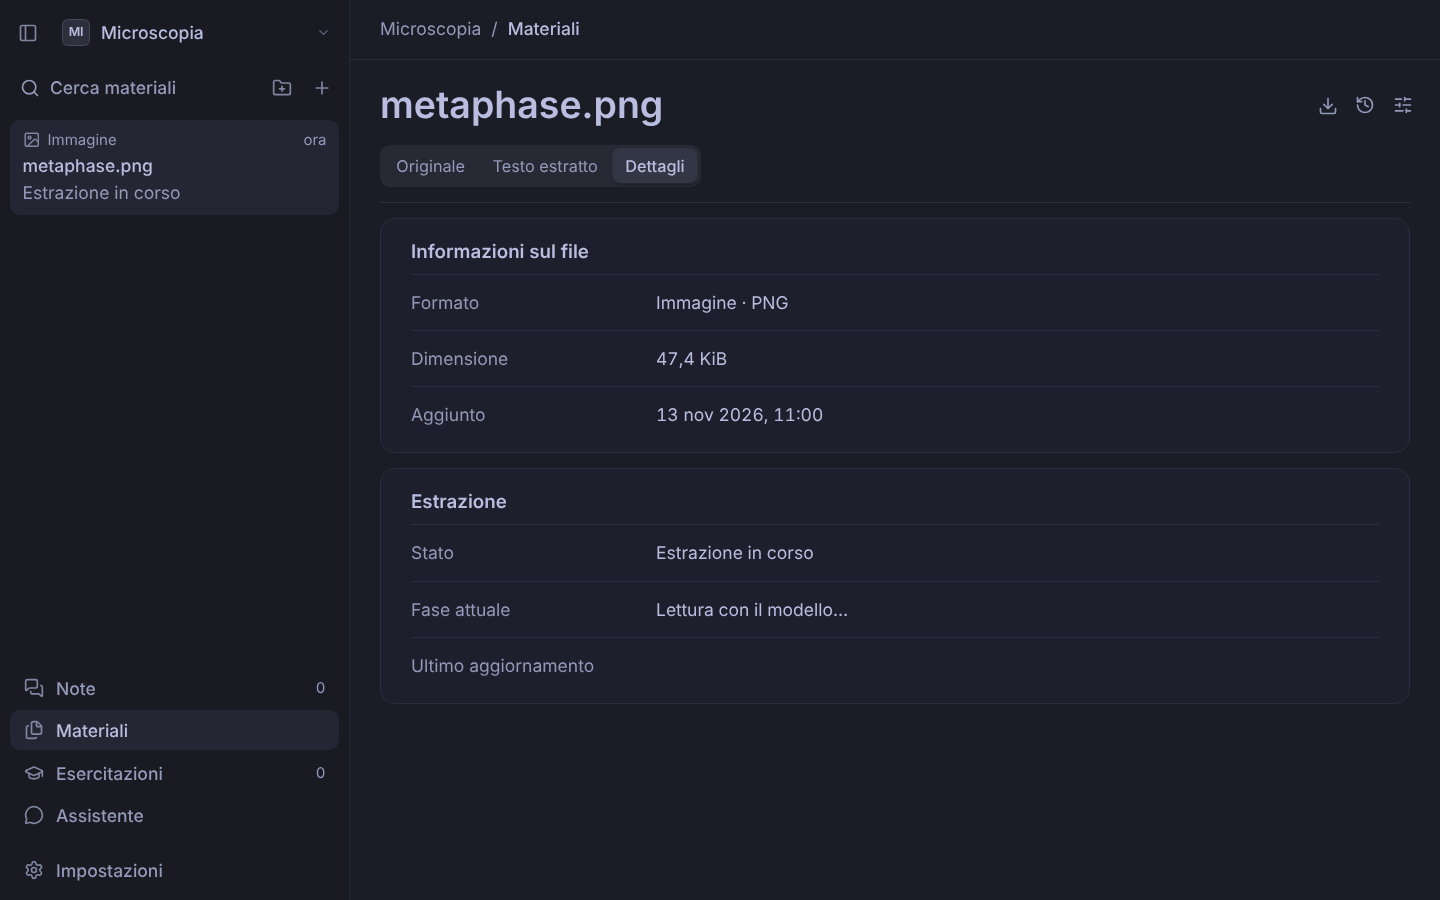 MI Microscopia
Cerca materiali
Immagine ora
metaphase.png
Estrazione in corso
Note 0
Materiali
Esercitazioni 0
Assistente
Impostazioni
Microscopia / Materiali
metaphase.png
Originale Testo estratto Dettagli
Informazioni sul file
Formato Immagine · PNG
Dimensione 47,4 KiB
Aggiunto 13 nov 2026, 11:00
Estrazione
Stato Estrazione in corso
Fase attuale Lettura con il modello...
Ultimo aggiornamento